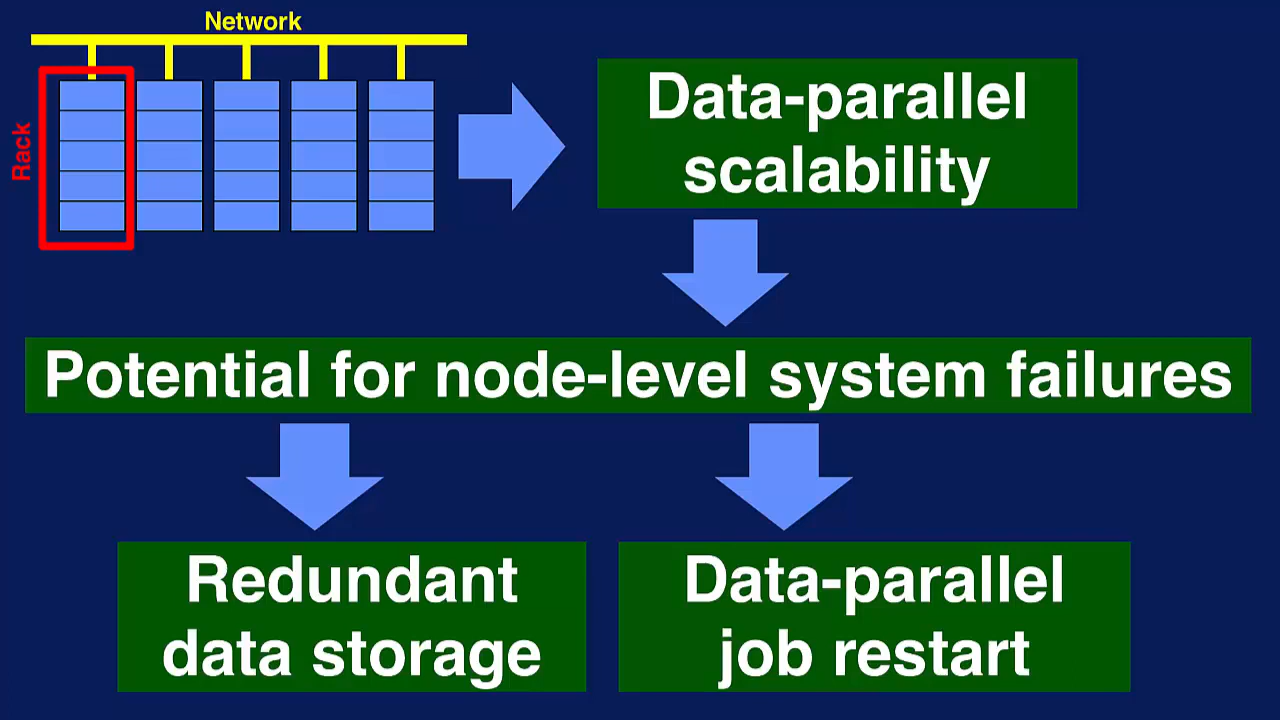 Network
Rack
Data-parallel
scalability
Potential for node-level system failures
Redundant
data storage
Data-parallel
job restart